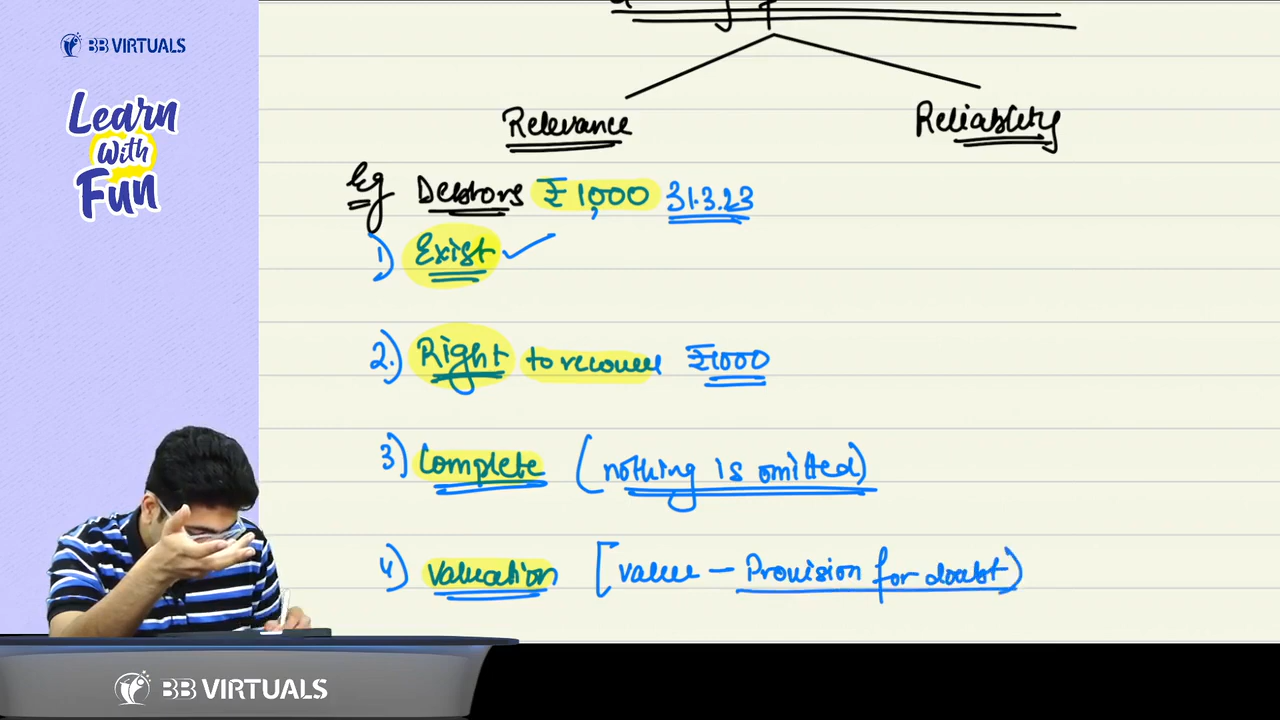 BB VIRTUALS
Learn
With
Fun
Relevance
Reliablity
Eg Debtors ₹1,000 31.3.23
1) Exist ✓
2.) Right to recover ₹1000
3) Complete (nothing is omitted)
4) Valuation [value – Provision for doubt)
BB VIRTUALS